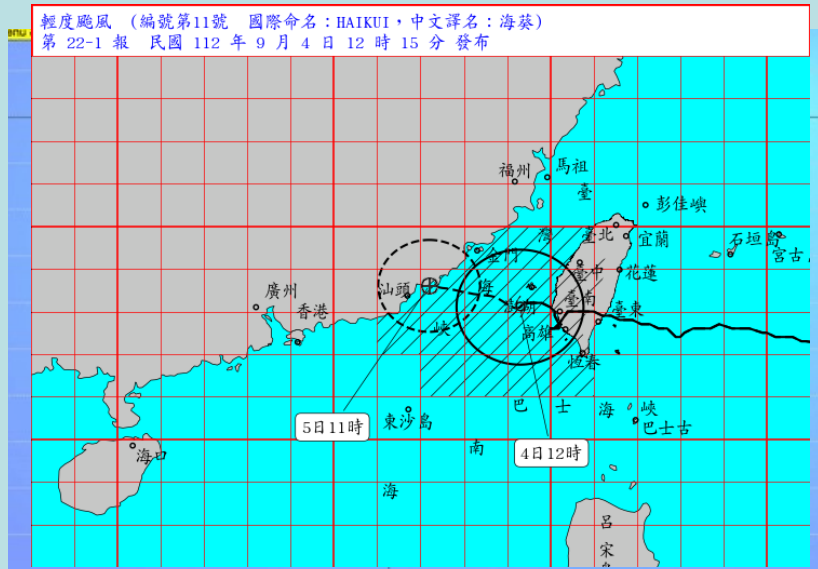 輕度颱風 (編號第11號 國際命名：HAIKUI，中文譯名：海葵)
第 22-1 報 民國 112 年 9 月 4 日 12 時 15 分 發布
福州
馬祖
臺
彭佳嶼
灣
臺北
宜蘭
石垣島
宮古
金門
臺中
花蓮
廣州
汕頭
海
澎湖
臺南
臺東
香港
峽
高雄
恆春
東沙島
巴 士 海 峽
巴士古
5日11時
4日12時
南
海口
海
呂
宋